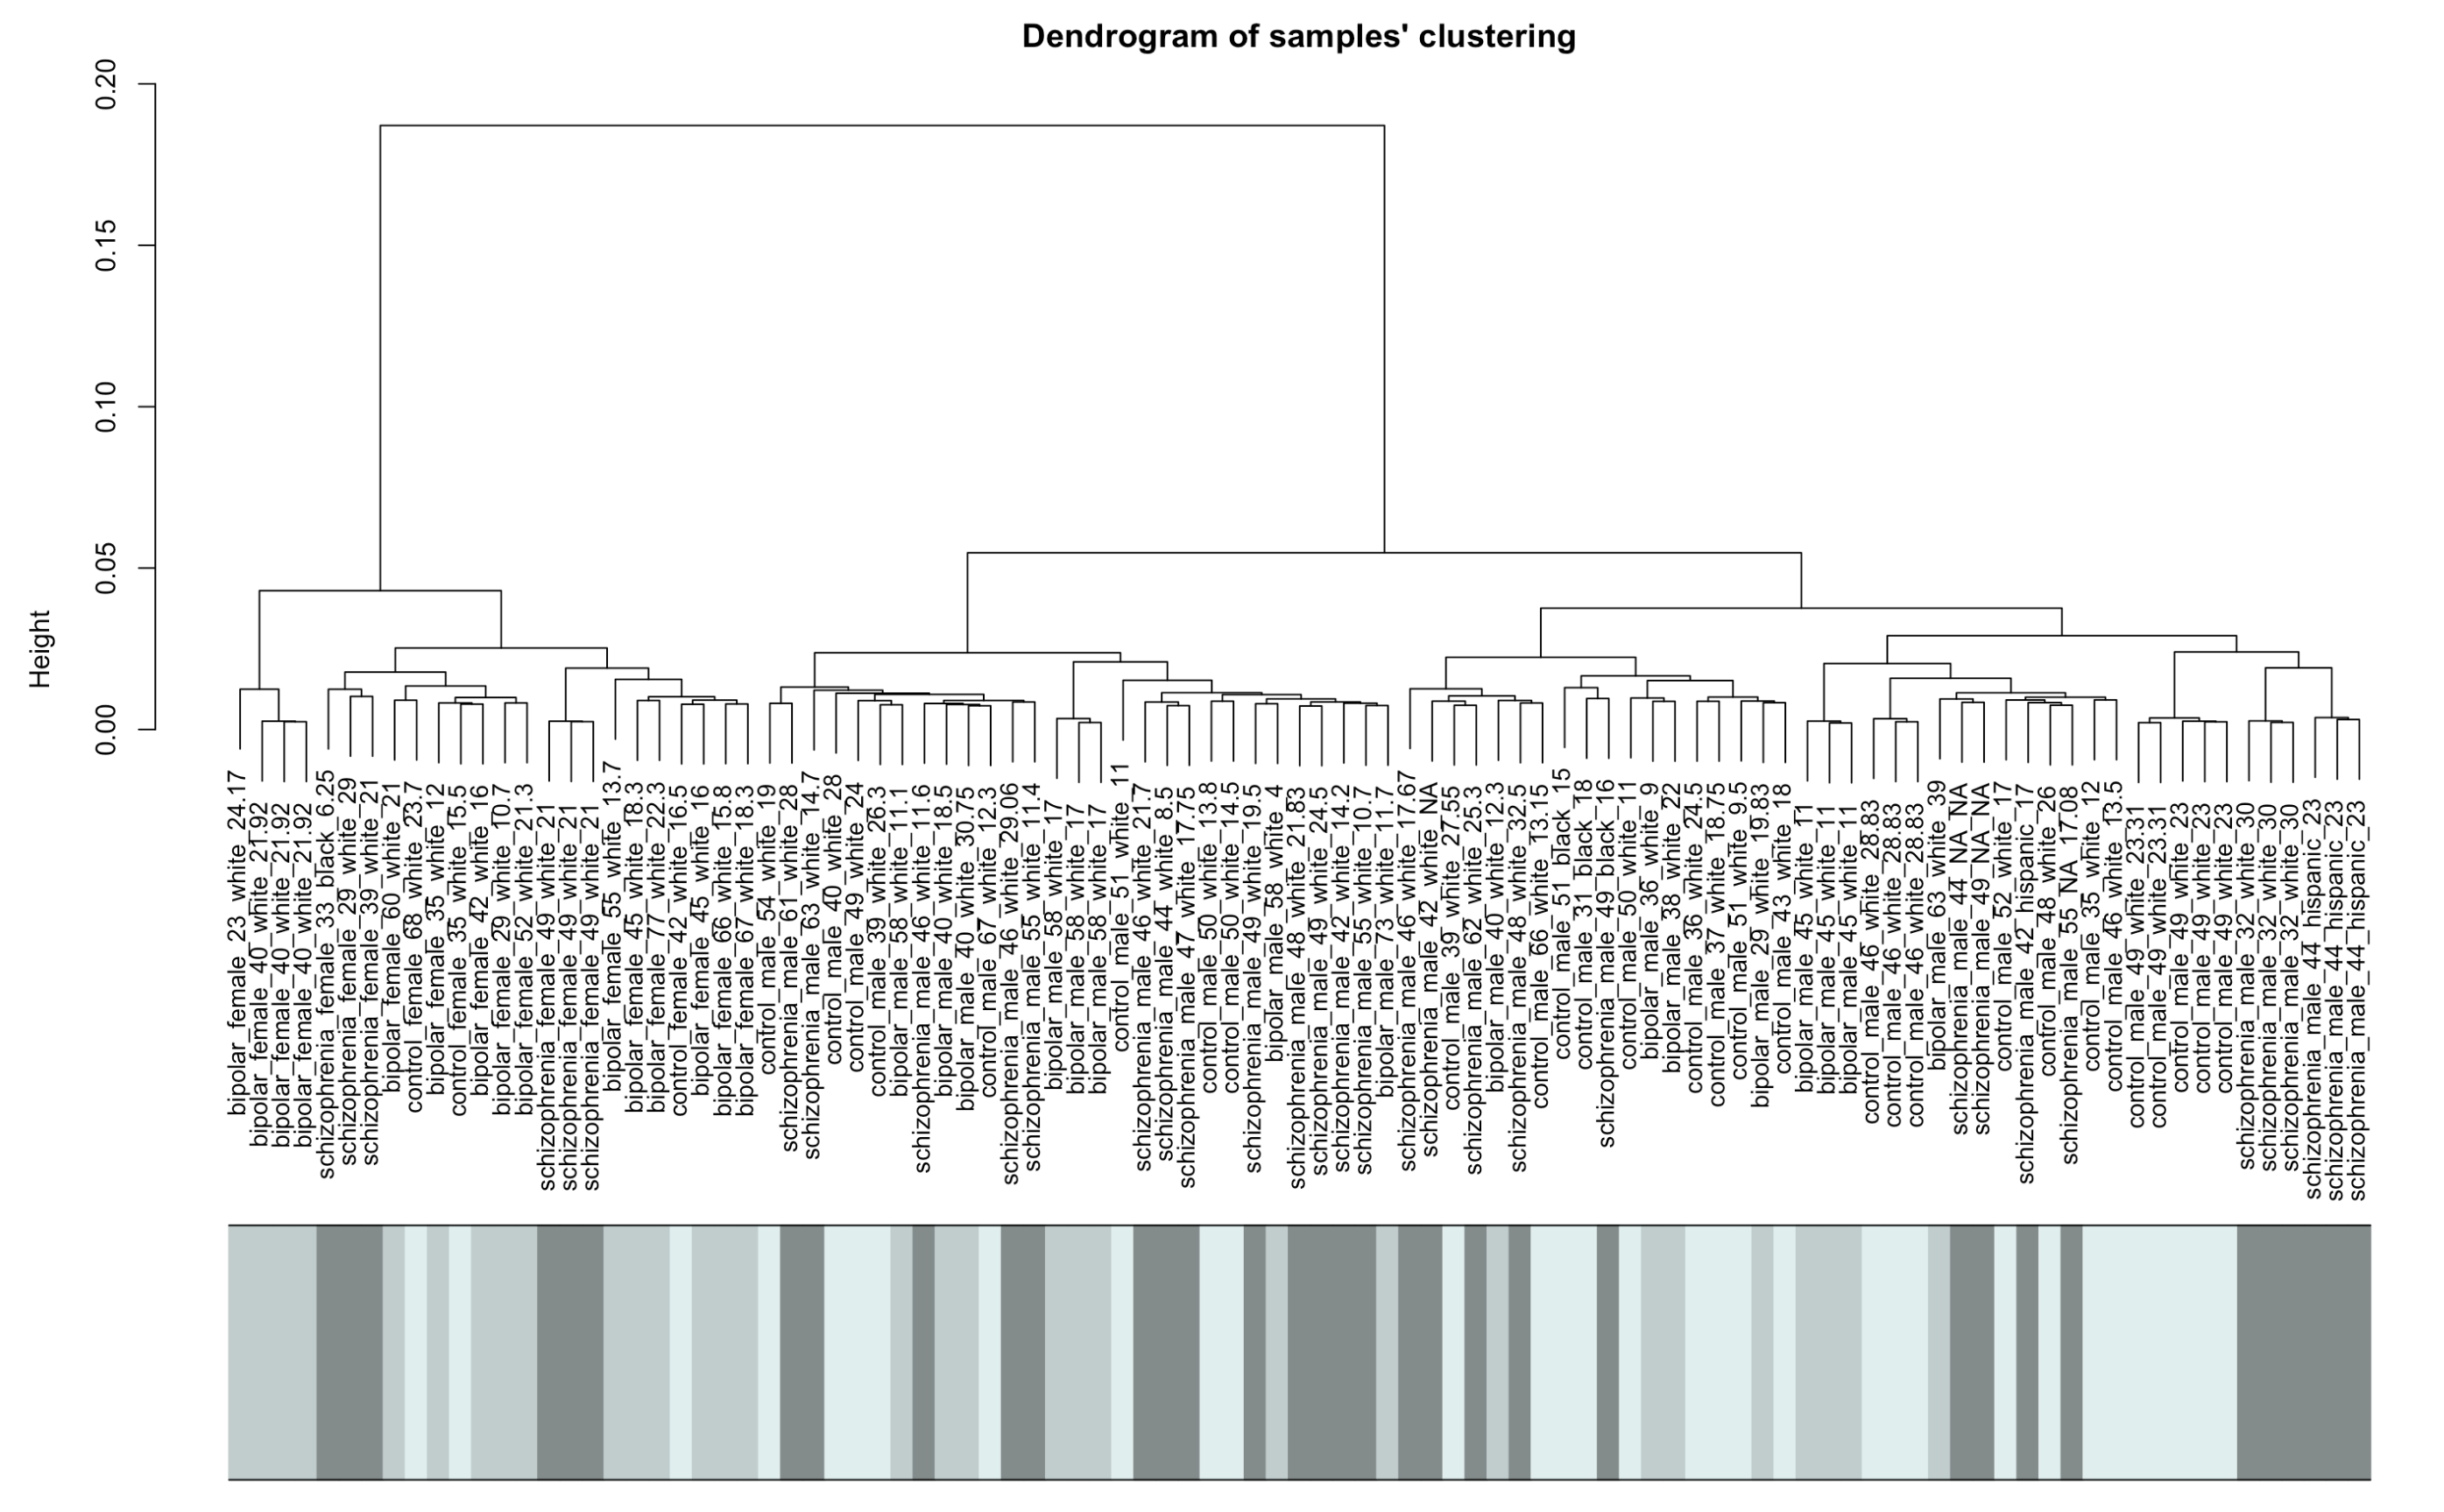 Dendrogram of samples' clustering
0.20
0.15
0.10
0.05
0.00
Height
bipolar_female_23_white_24.17
bipolar_female_40_white_21.92
bipolar_female_40_white_21.92
bipolar_female_40_white_21.92
schizophrenia_female_33_black_6.25
schizophrenia_female_29_white_29
schizophrenia_female_39_white_21
bipolar_female_60_white_21
control_female_68_white_23.7
bipolar_female_35_white_12
control_female_35_white_15.5
bipolar_female_42_white_16
bipolar_female_29_white_10.7
bipolar_female_52_white_21.3
schizophrenia_female_49_white_21
schizophrenia_female_49_white_21
schizophrenia_female_49_white_21
bipolar_female_55_white_13.7
bipolar_female_45_white_18.3
bipolar_female_77_white_22.3
control_female_42_white_16.5
bipolar_female_45_white_16
bipolar_female_66_white_15.8
bipolar_female_67_white_18.3
control_male_54_white_19
schizophrenia_male_61_white_28
schizophrenia_male_63_white_14.7
control_male_40_white_28
control_male_49_white_24
control_male_39_white_26.3
bipolar_male_58_white_11.1
schizophrenia_male_46_white_11.6
bipolar_male_40_white_18.5
bipolar_male_40_white_30.75
control_male_67_white_12.3
schizophrenia_male_46_white_29.06
schizophrenia_male_55_white_11.4
bipolar_male_58_white_17
bipolar_male_58_white_17
bipolar_male_58_white_17
control_male_51_white_11
schizophrenia_male_46_white_21.7
schizophrenia_male_44_white_8.5
schizophrenia_male_47_white_17.75
control_male_50_white_13.8
control_male_50_white_14.5
schizophrenia_male_49_white_19.5
bipolar_male_58_white_4
schizophrenia_male_48_white_21.83
schizophrenia_male_49_white_24.5
schizophrenia_male_42_white_14.2
schizophrenia_male_55_white_10.7
bipolar_male_73_white_11.7
schizophrenia_male_46_white_17.67
schizophrenia_male_42_white_NA
control_male_39_white_27.55
schizophrenia_male_62_white_25.3
bipolar_male_40_white_12.3
schizophrenia_male_48_white_32.5
control_male_66_white_13.15
control_male_51_black_15
control_male_31_black_18
schizophrenia_male_49_black_16
control_male_50_white_11
bipolar_male_36_white_9
bipolar_male_38_white_22
control_male_36_white_24.5
control_male_37_white_18.75
control_male_51_white_9.5
bipolar_male_29_white_19.83
control_male_43_white_18
bipolar_male_45_white_11
bipolar_male_45_white_11
bipolar_male_45_white_11
control_male_46_white_28.83
control_male_46_white_28.83
control_male_46_white_28.83
bipolar_male_63_white_39
schizophrenia_male_44_NA_NA
schizophrenia_male_49_NA_NA
control_male_52_white_17
schizophrenia_male_42_hispanic_17
control_male_48_white_26
schizophrenia_male_55_NA_17.08
control_male_35_white_12
control_male_46_white_13.5
control_male_49_white_23.31
control_male_49_white_23.31
control_male_49_white_23
control_male_49_white_23
control_male_49_white_23
schizophrenia_male_32_white_30
schizophrenia_male_32_white_30
schizophrenia_male_32_white_30
schizophrenia_male_44_hispanic_23
schizophrenia_male_44_hispanic_23
schizophrenia_male_44_hispanic_23